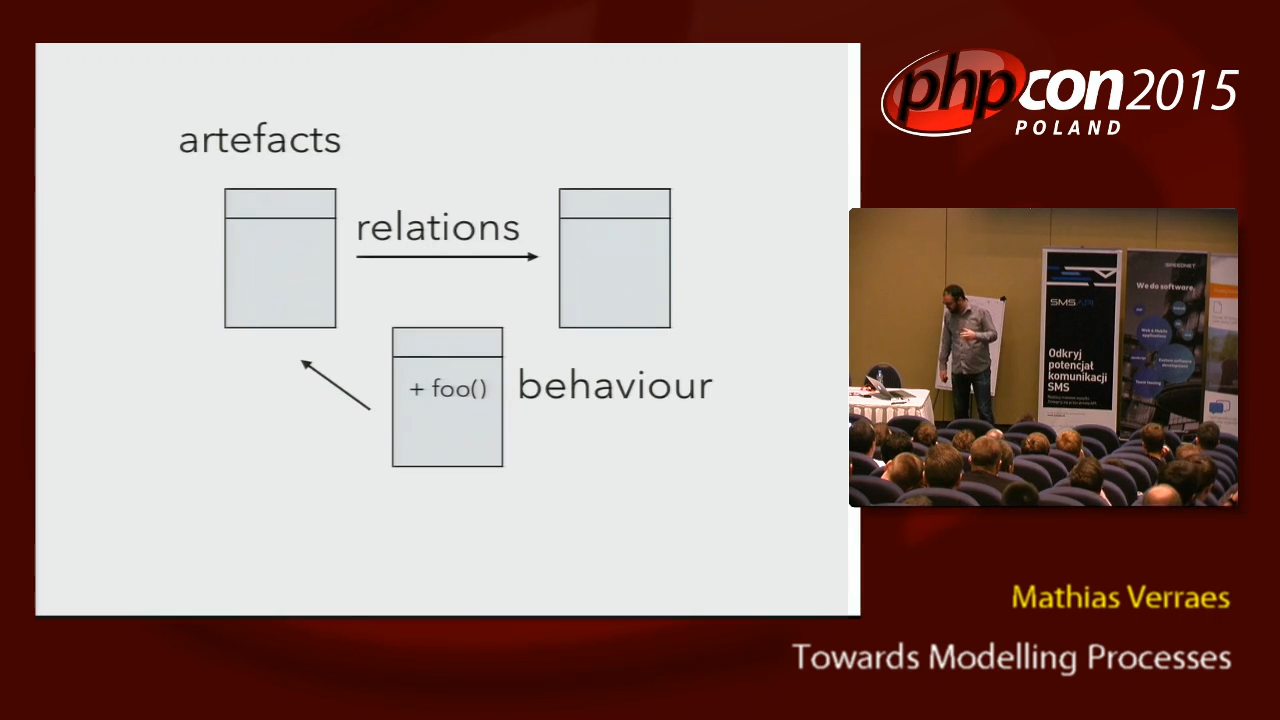 artefacts
relations
+ foo()
behaviour
phpcon2015
POLAND
SMSAPI
Odkryj
potencjał
komunikacji
SMS
SPEEDNET
We do software.
Mathias Verraes
Towards Modelling Processes